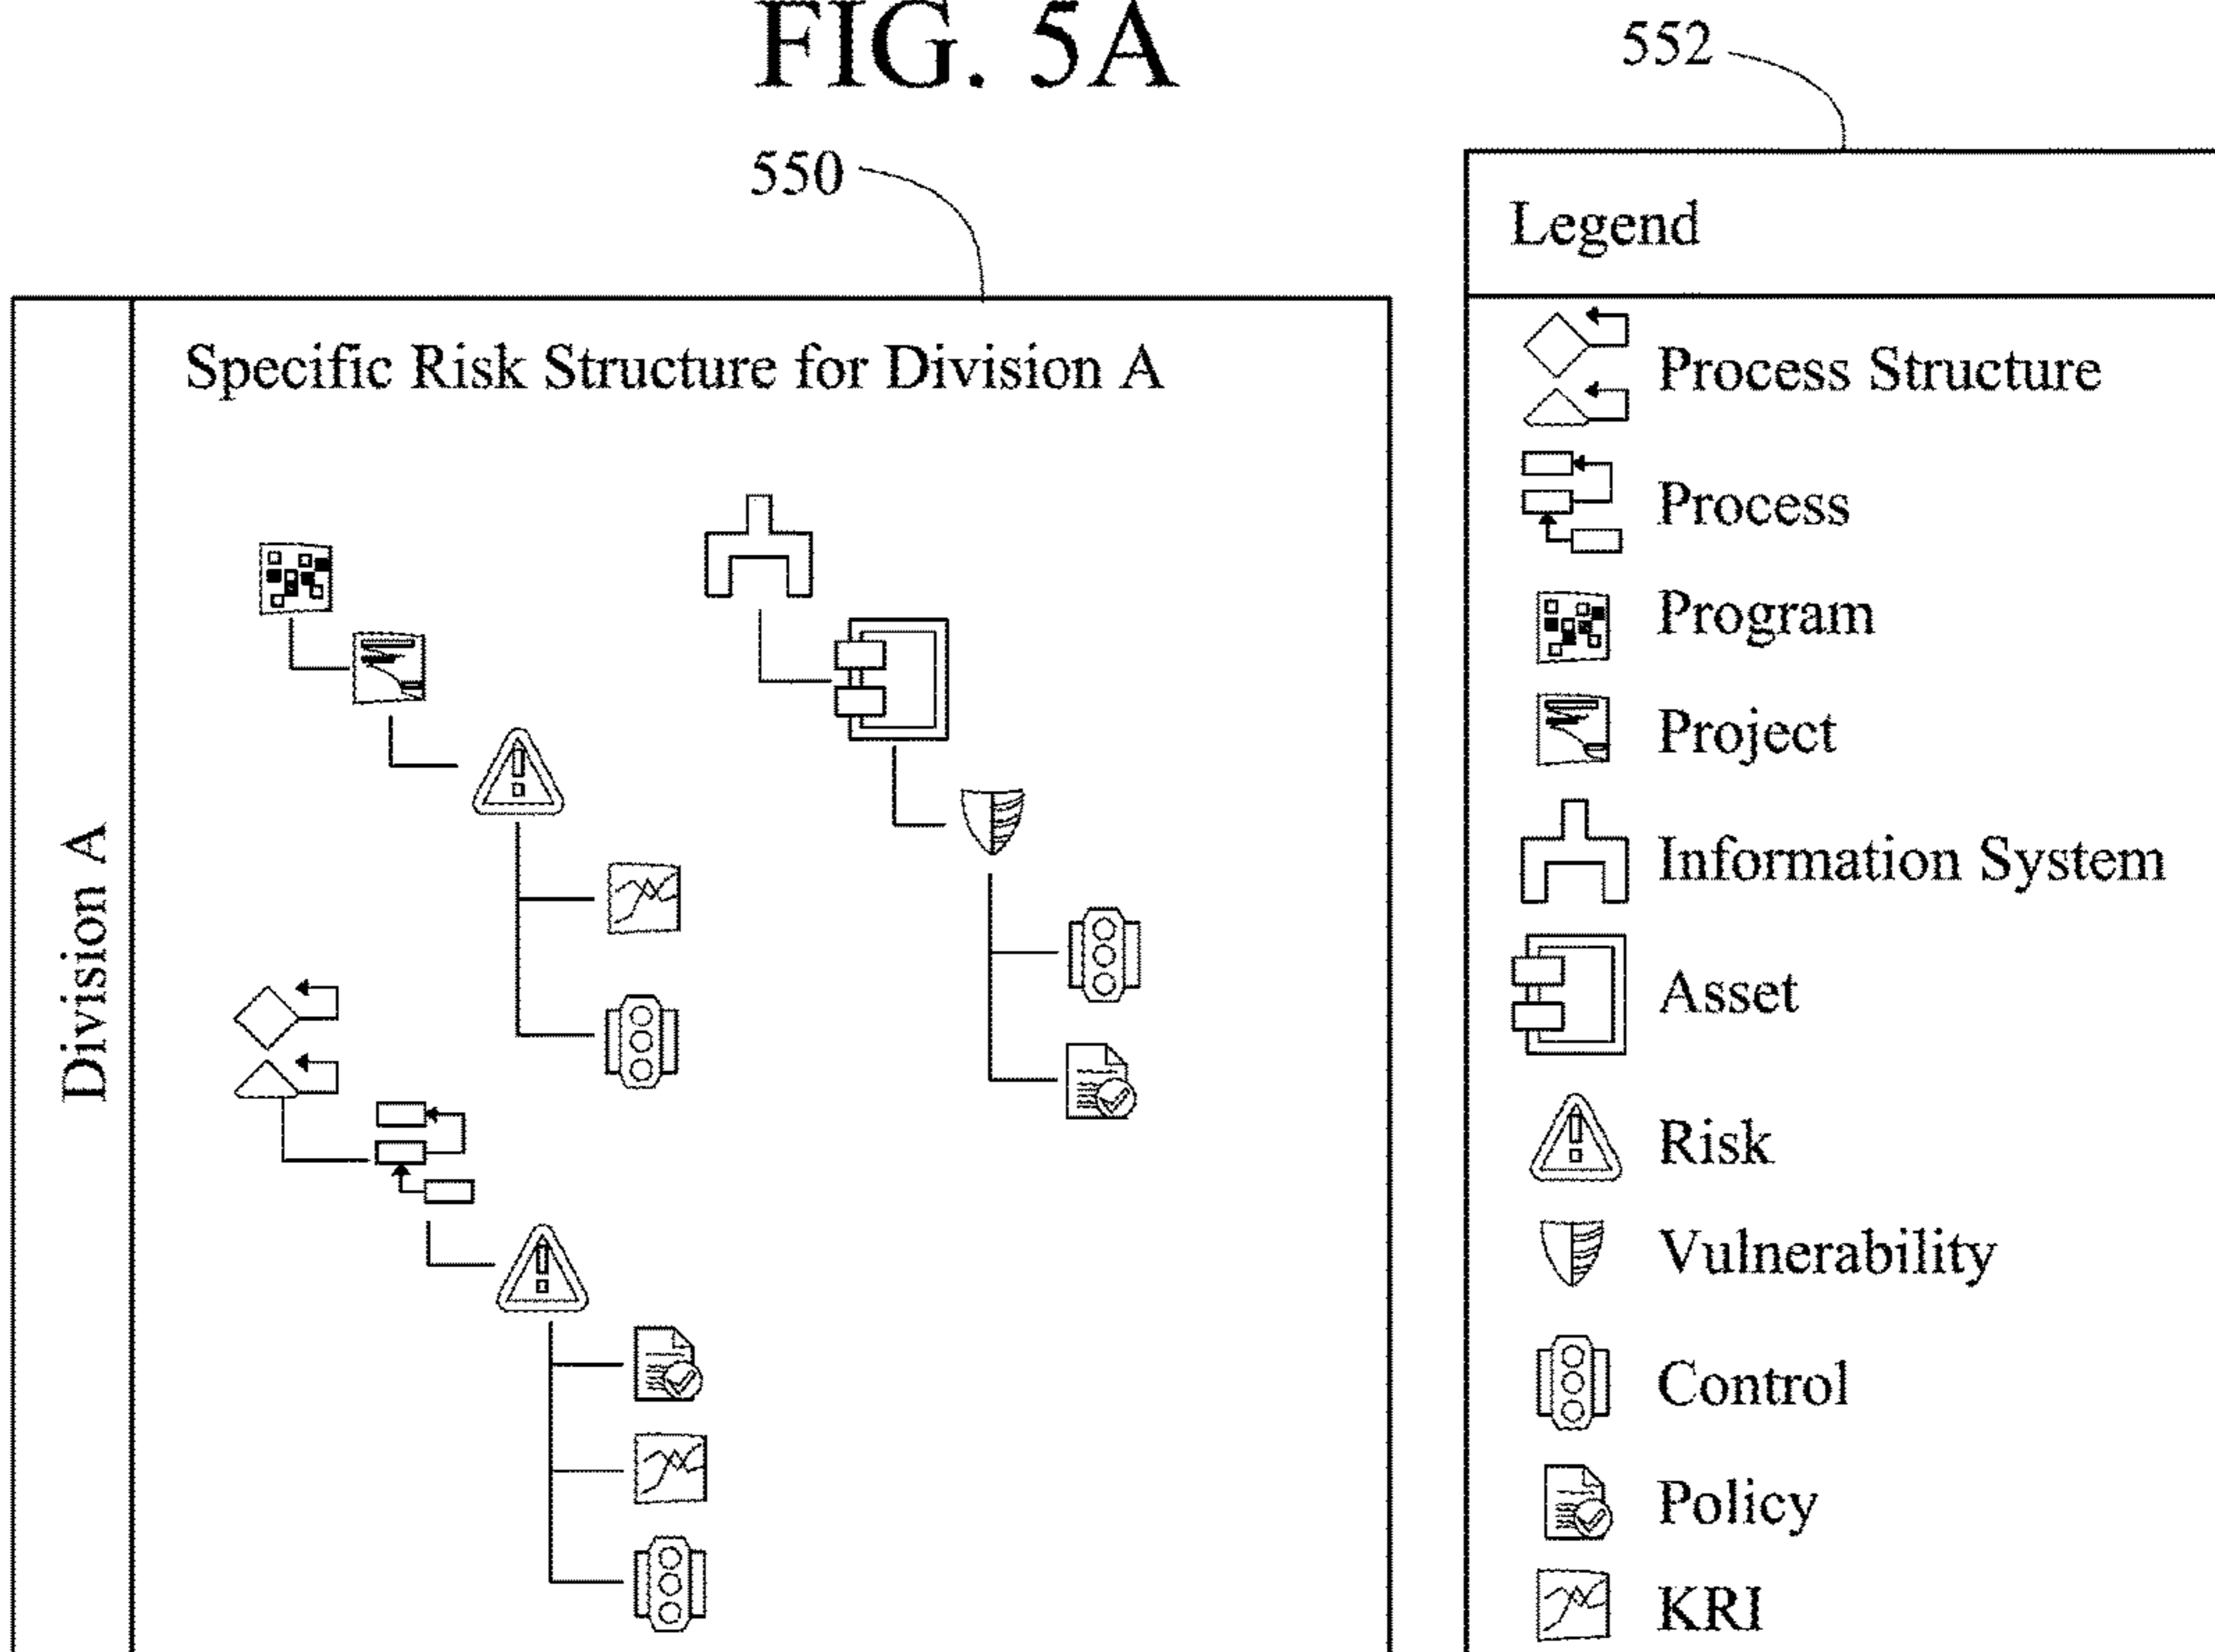 FIG. 5A
552
550
Legend
Specific Risk Structure for Division A
Division A
Process Structure
Process
Program
Project
Information System
Asset
Risk
Vulnerability
Control
Policy
KRI